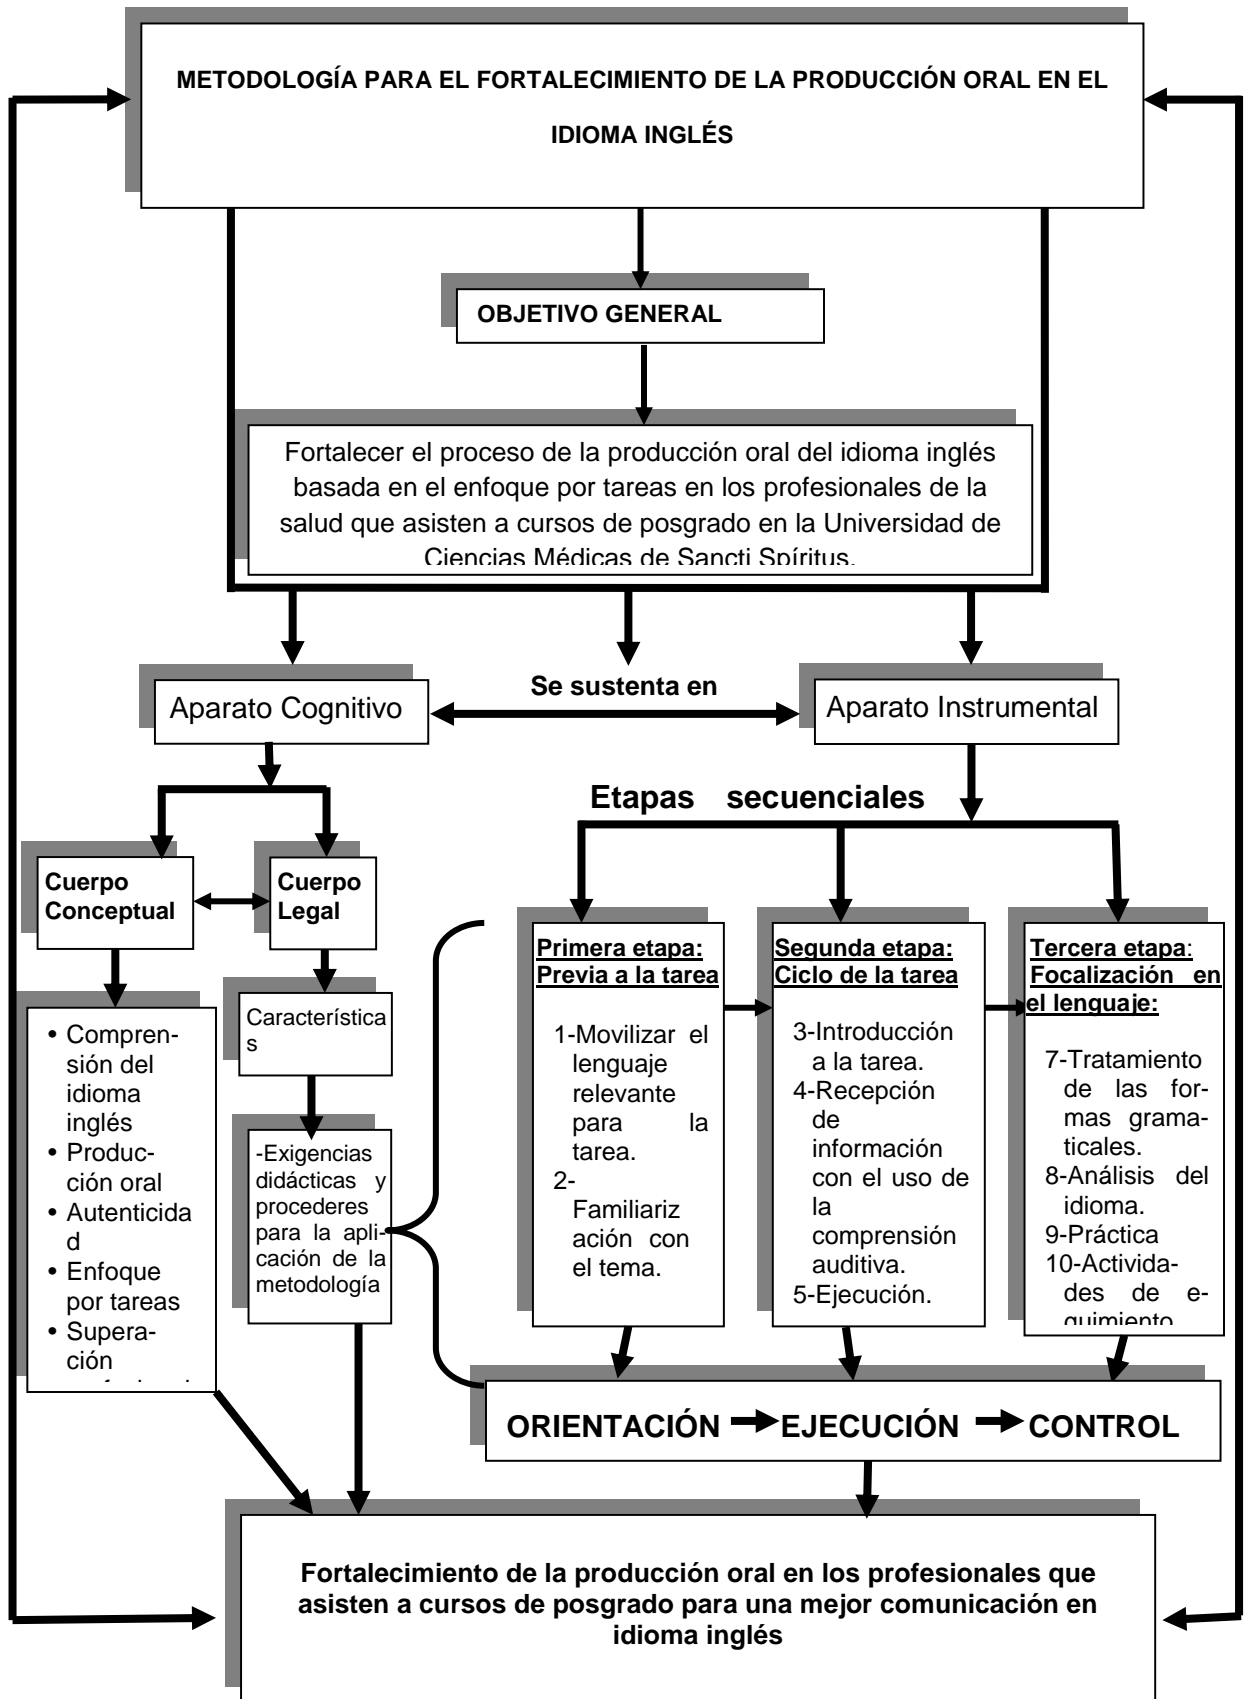 METODOLOGÍA PARA EL FORTALECIMIENTO DE LA PRODUCCIÓN ORAL EN EL
IDIOMA INGLÉS
OBJETIVO GENERAL
Fortalecer el proceso de la producción oral del idioma inglés
basada en el enfoque por tareas en los profesionales de la
salud que asisten a cursos de posgrado en la Universidad de
Ciencias Médicas de Sancti Spíritus.
Se sustenta en
Aparato Cognitivo
Aparato Instrumental
Etapas secuenciales
Cuerpo
Conceptual
Cuerpo
Legal
• Compren-
sión del
idioma
inglés
• Produc-
ción oral
• Autenticida
d
• Enfoque
por tareas
• Supera-
ción
Característica
s
-Exigencias
didácticas y
procederes
para la apli-
cación de la
metodología
Primera etapa:
Previa a la tarea
1-Movilizar el
lenguaje
relevante
para la
tarea.
2-
Familiariz
ación con
el tema.
Segunda etapa:
Ciclo de la tarea
3-Introducción
a la tarea.
4-Recepción
de
información
con el uso de
la
comprensión
auditiva.
5-Ejecución.
Tercera etapa:
Focalización en
el lenguaje:
7-Tratamiento
de las for-
mas grama-
ticales.
8-Análisis del
idioma.
9-Práctica
10-Activida-
des de e-
quimiento
ORIENTACIÓN EJECUCIÓN CONTROL
Fortalecimiento de la producción oral en los profesionales que
asisten a cursos de posgrado para una mejor comunicación en
idioma inglés